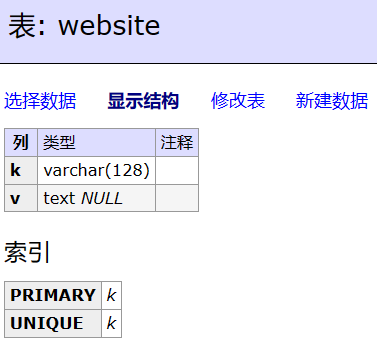 表: website
选择数据 显示结构 修改表 新建数据
列 类型 注释
k varchar(128)
v text NULL
索引
PRIMARY k
UNIQUE k